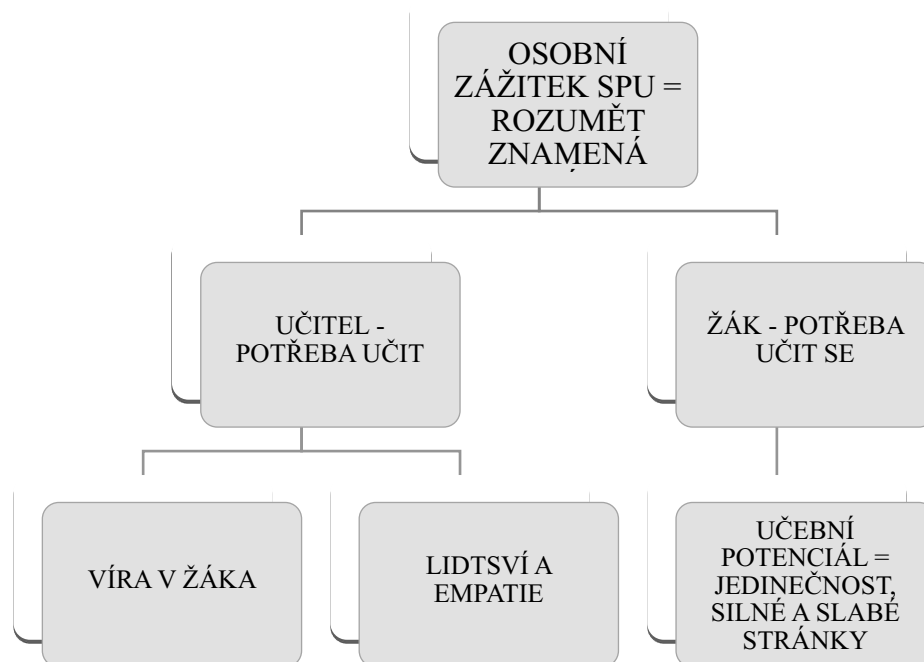 OSOBNÍ
ZÁŽITEK SPU =
ROZUMĚT
ZNAMENÁ
UČITEL -
POTŘEBA UČIT
ŽÁK - POTŘEBA
UČIT SE
VÍRA V ŽÁKA
LIDTSVÍ A
EMPATIE
UČEBNÍ
POTENCIÁL =
JEDINEČNOST,
SILNÉ A SLABÉ
STRÁNKY